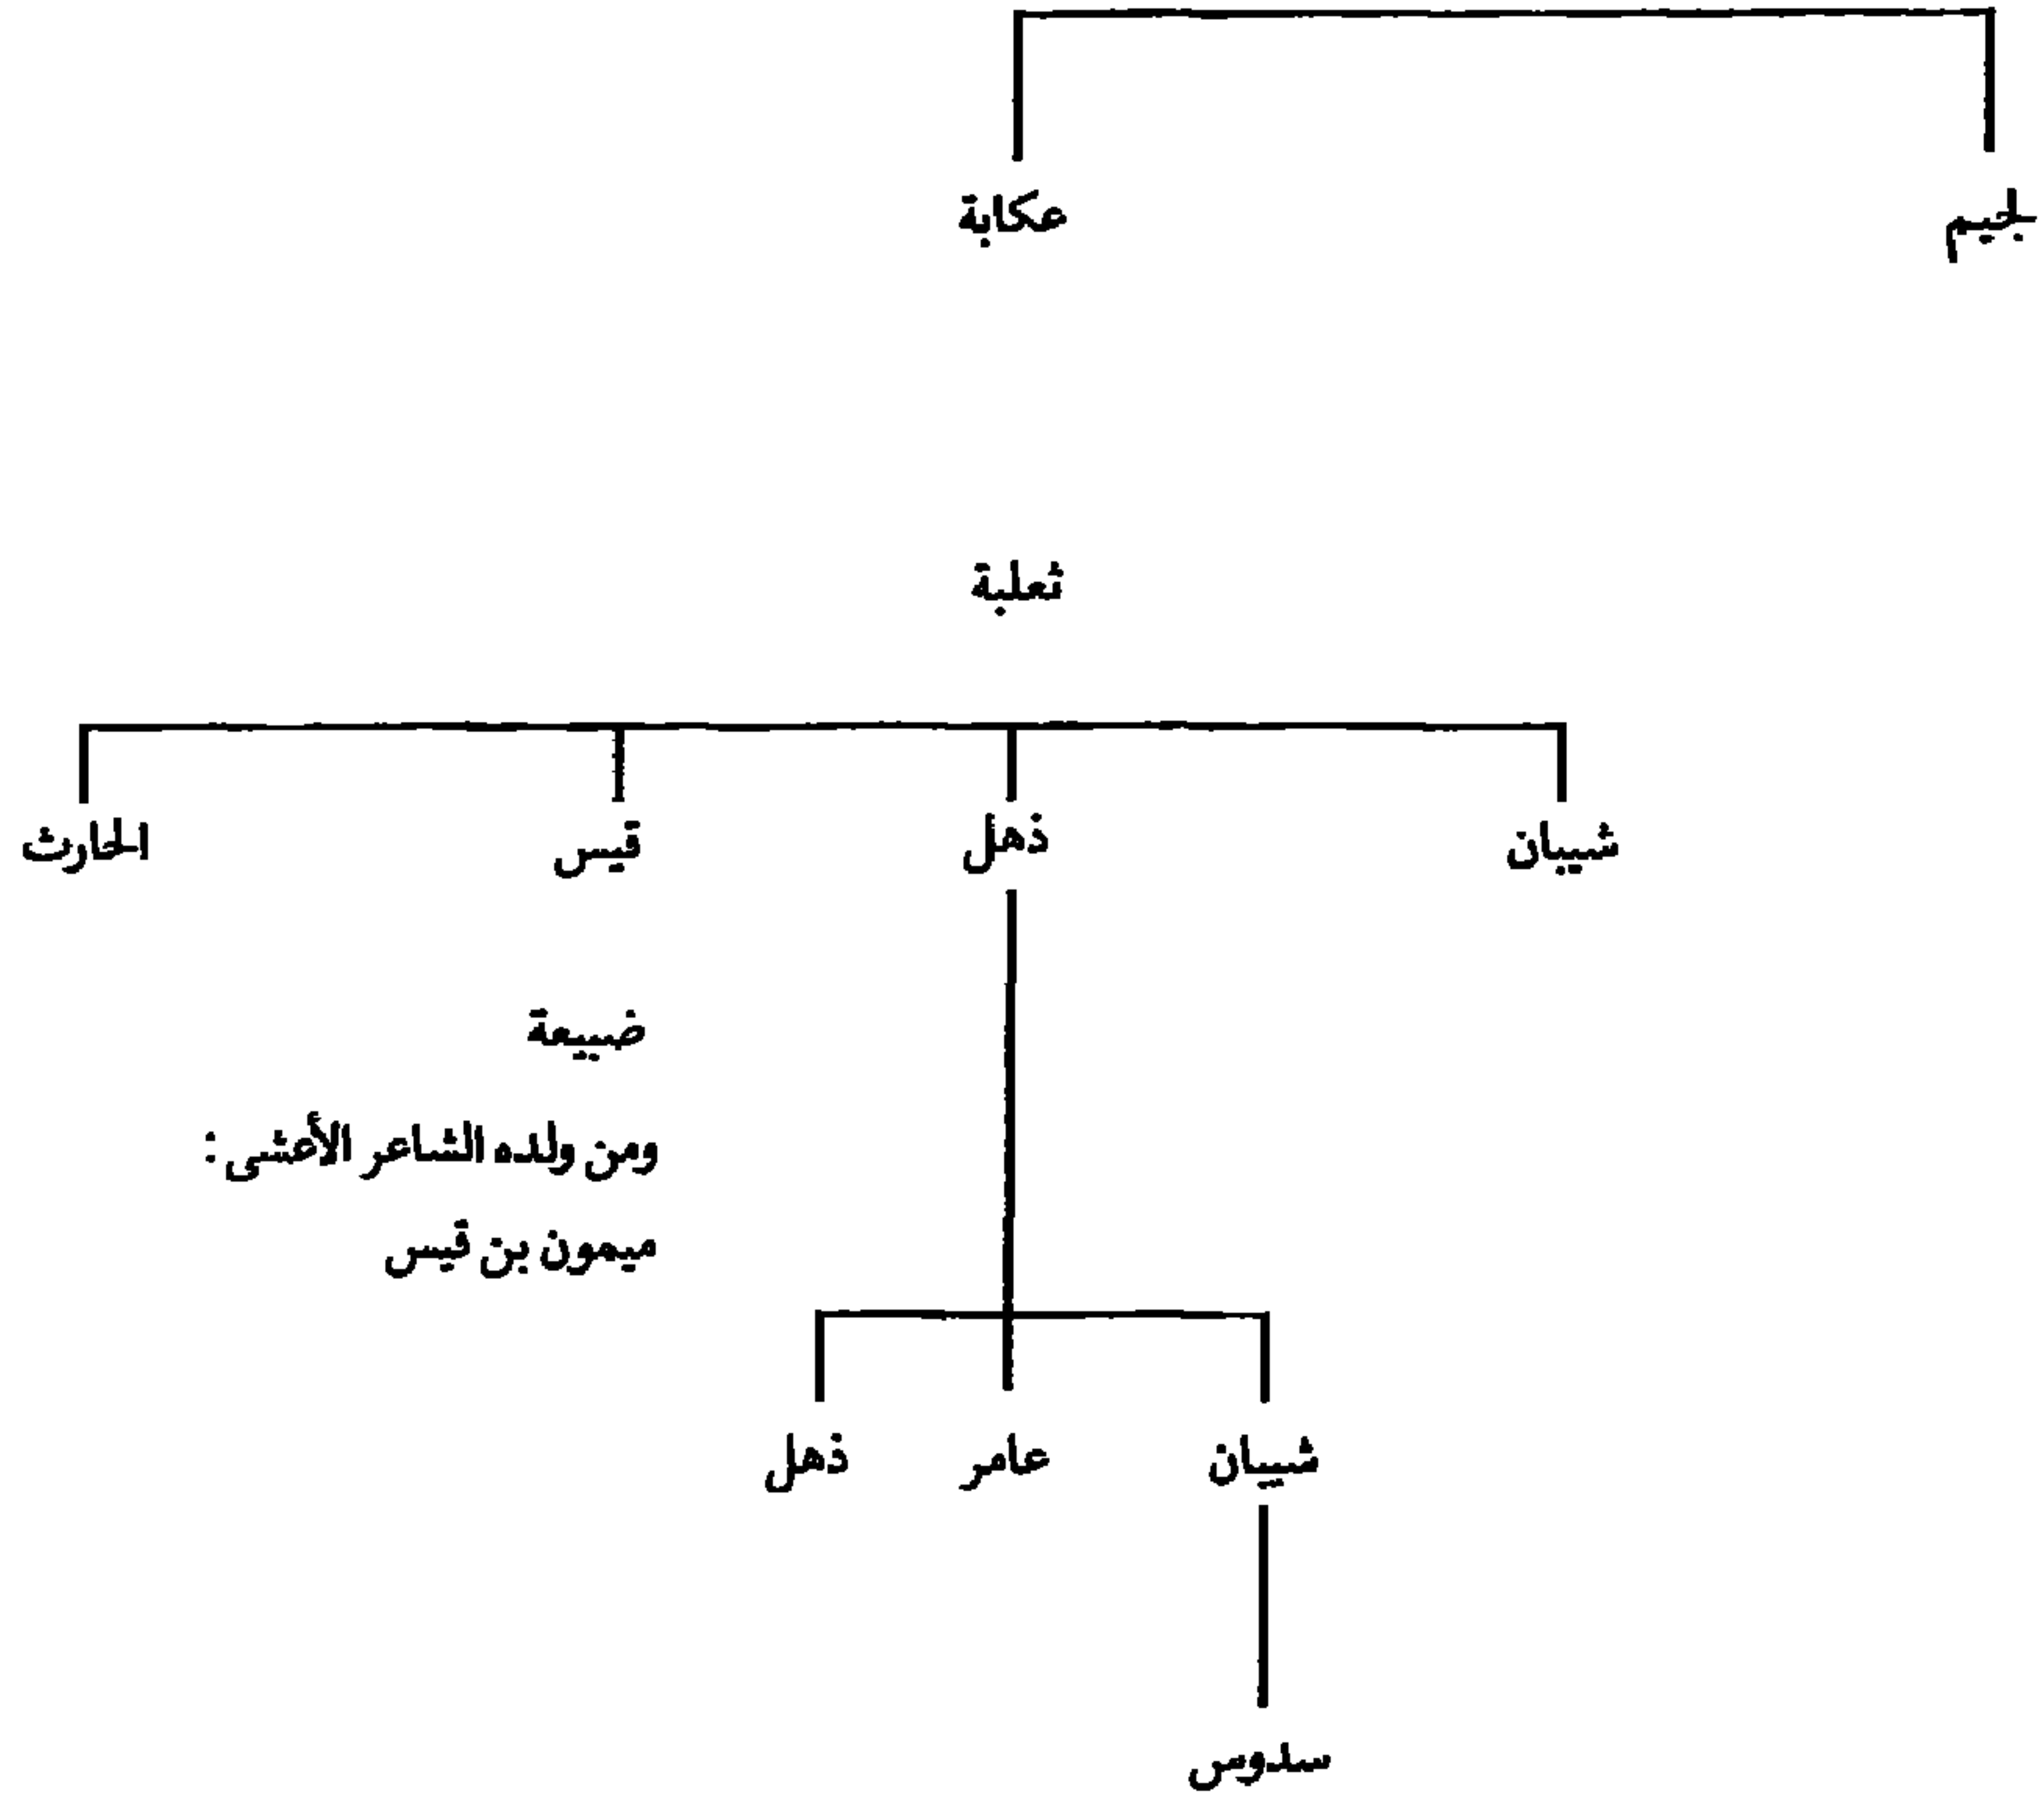 لجيم
عكابة
ثعلبة
شيبان
ذهل
قيس
الحارث
ضبيعة
ومن ولده الشاعر الأعشى :
ميمون بن قيس
شيبان
عامر
ذهل
سدوس